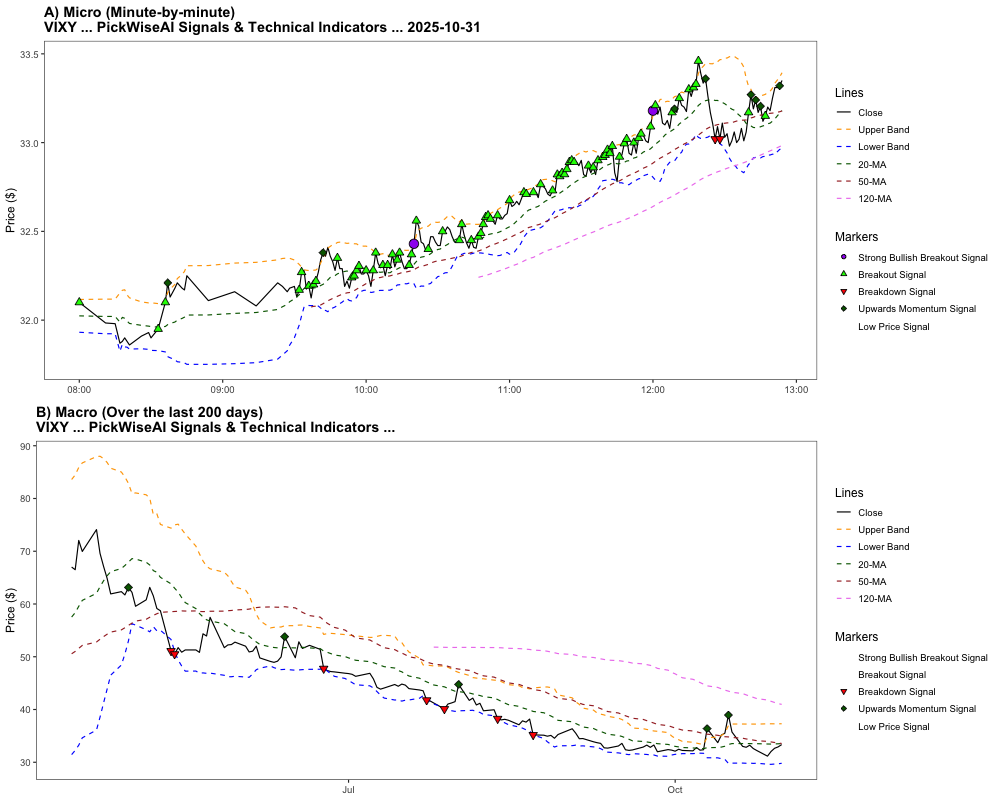 A) Micro (Minute-by-minute)
VIXY ... PickWiseAI Signals & Technical Indicators ... 2025-10-31
Price ($)
33.5
33.0
32.5
32.0
08:00
09:00
10:00
11:00
12:00
13:00
Lines
Close
Upper Band
Lower Band
20-MA
50-MA
120-MA
Markers
Strong Bullish Breakout Signal
Breakout Signal
Breakdown Signal
Upwards Momentum Signal
Low Price Signal
B) Macro (Over the last 200 days)
VIXY ... PickWiseAI Signals & Technical Indicators ...
Price ($)
90
80
70
60
50
40
30
Jul
Oct
Lines
Close
Upper Band
Lower Band
20-MA
50-MA
120-MA
Markers
Strong Bullish Breakout Signal
Breakout Signal
Breakdown Signal
Upwards Momentum Signal
Low Price Signal